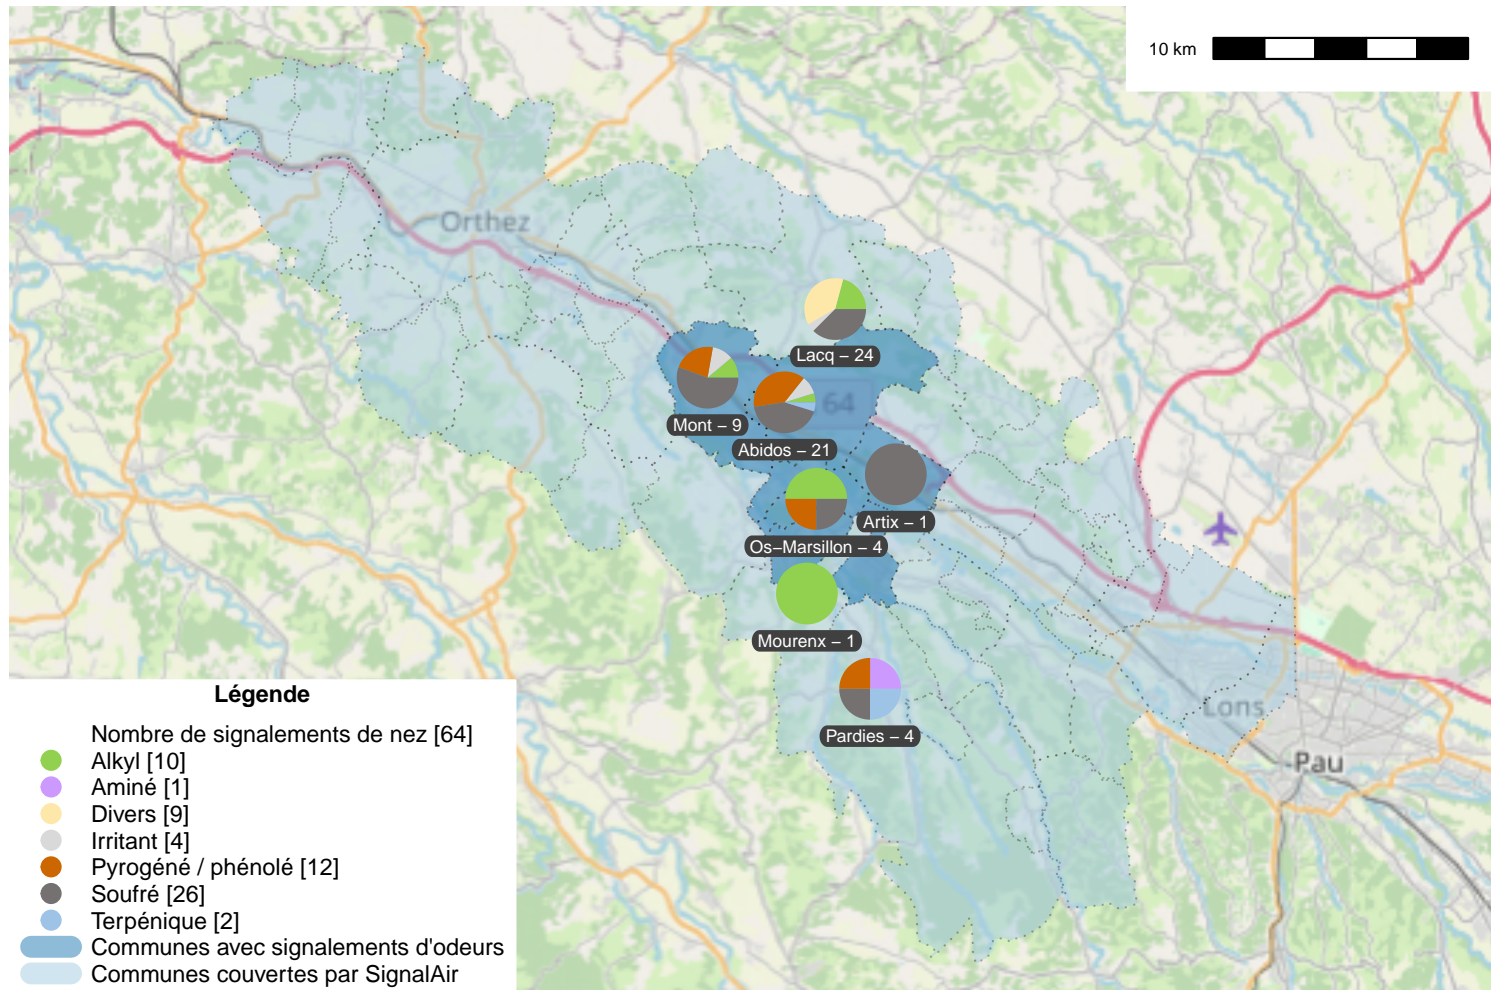 10 km
Orthez
Lacq – 24
64
Mont – 9
Abidos – 21
Artix – 1
Os–Marsillon – 4
Mourenx – 1
Pardies – 4
Lons
Pau
Légende
Nombre de signalements de nez [64]
Alkyl [10]
Aminé [1]
Divers [9]
Irritant [4]
Pyrogéné / phénolé [12]
Soufré [26]
Terpénique [2]
Communes avec signalements d'odeurs
Communes couvertes par SignalAir